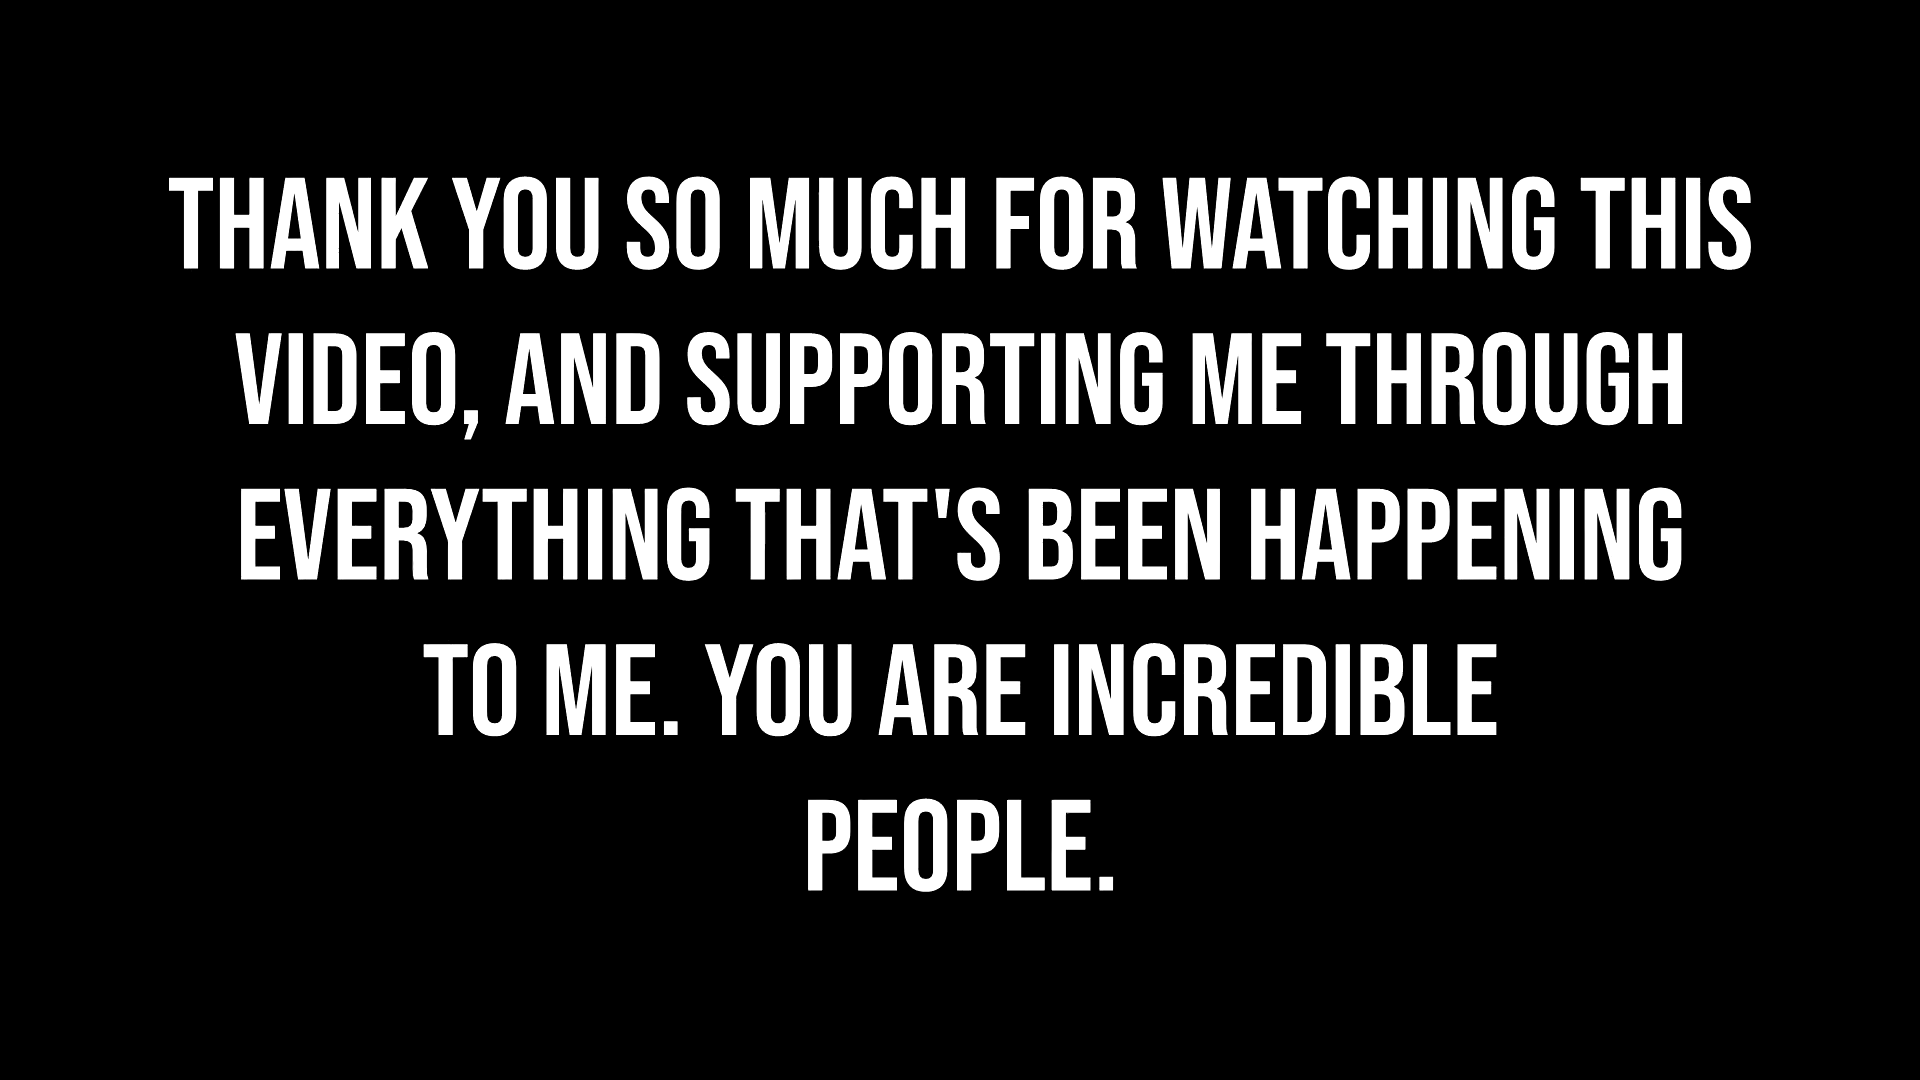 THANK YOU SO MUCH FOR WATCHING THIS
VIDEO, AND SUPPORTING ME THROUGH
EVERYTHING THAT'S BEEN HAPPENING
TO ME. YOU ARE INCREDIBLE
PEOPLE.